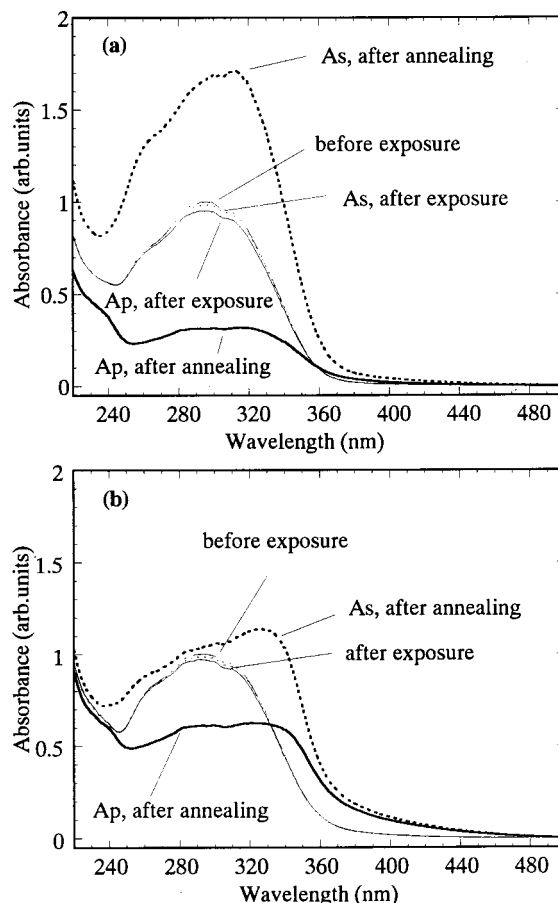 (a)
2
1.5
1
0.5
0
Absorbance (arb.units)
As, after annealing
before exposure
As, after exposure
Ap, after exposure
Ap, after annealing
240 280 320 360 400 440 480
Wavelength (nm)
(b)
2
1.5
1
0.5
0
Absorbance (arb.units)
before exposure
As, after annealing
after exposure
Ap, after annealing
240 280 320 360 400 440 480
Wavelength (nm)